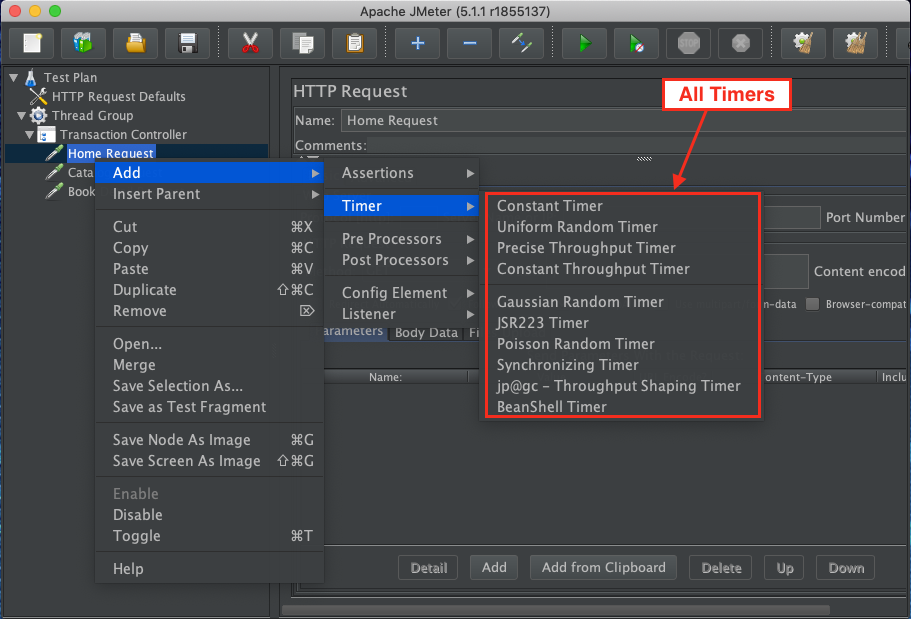 Apache JMeter (5.1.1 r1855137)
STOP
Test Plan
HTTP Request Defaults
Thread Group
Transaction Controller
Home Request
Cata
Book
HTTP Request
All Timers
Name: Home Request
Comments:
Port Number
Content encod
n-data Browser-compat
arameters Body Data Fi
Name:
ontent-Type Inclu
Add
Insert Parent
Cut ⌘X
Copy ⌘C
Paste ⌘V
Duplicate ⇧⌘C
Remove ⌦
Open...
Merge
Save Selection As...
Save as Test Fragment
Save Node As Image ⌘G
Save Screen As Image ⇧⌘G
Enable
Disable
Toggle ⌘T
Help
Assertions
Timer
Pre Processors
Post Processors
Config Element
Listener
Constant Timer
Uniform Random Timer
Precise Throughput Timer
Constant Throughput Timer
Gaussian Random Timer
JSR223 Timer
Poisson Random Timer
Synchronizing Timer
jp@gc - Throughput Shaping Timer
BeanShell Timer
Detail Add Add from Clipboard Delete Up Down